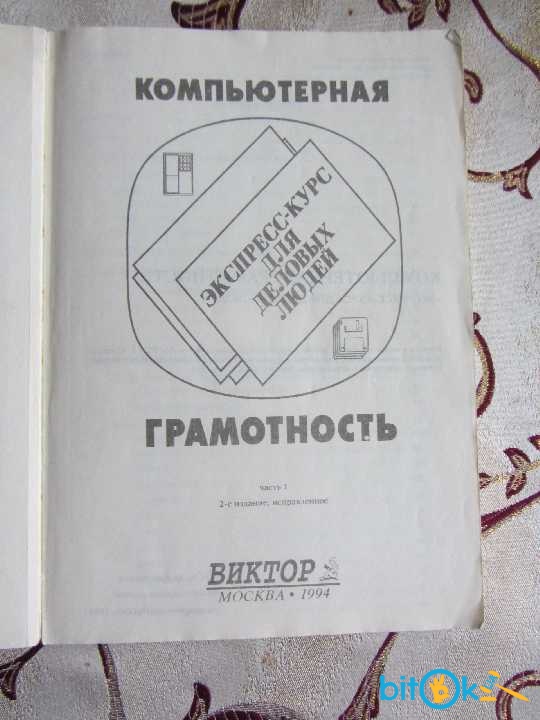 КОМПЬЮТЕРНАЯ
ЭКСПРЕСС-КУРС
ДЛЯ
ДЕЛОВЫХ
ЛЮДЕЙ
ГРАМОТНОСТЬ
часть 1
2-е издание, исправленное
ВИКТОР
МОСКВА • 1994
bitOk